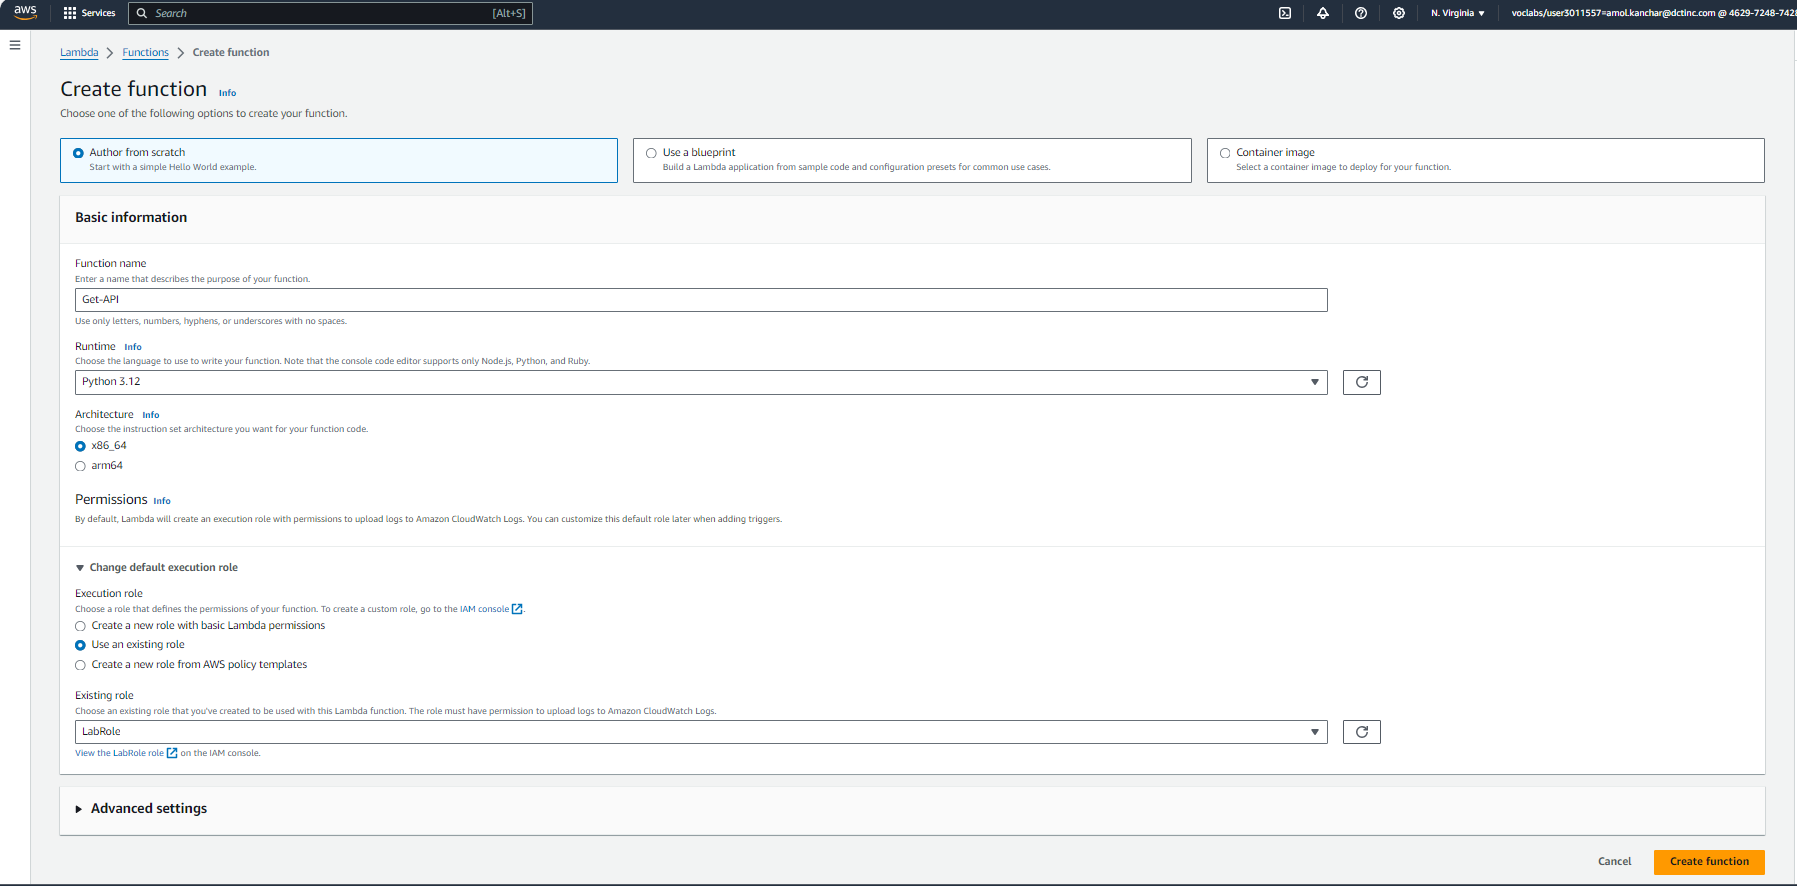 aws Services Search [Alt+S] N. Virginia voclabs/user3011557=amol.kanchar@dctinc.com @ 4629-7248-7428
Lambda Functions Create function
Create function Info
Choose one of the following options to create your function.
Author from scratch
Start with a simple Hello World example.
Use a blueprint
Build a Lambda application from sample code and configuration presets for common use cases.
Container image
Select a container image to deploy for your function.
Basic information
Function name
Enter a name that describes the purpose of your function.
Get-API
Use only letters, numbers, hyphens, or underscores with no spaces.
Runtime Info
Choose the language to use to write your function. Note that the console code editor supports only Node.js, Python, and Ruby.
Python 3.12
Architecture Info
Choose the instruction set architecture you want for your function code.
x86_64
arm64
Permissions Info
By default, Lambda will create an execution role with permissions to upload logs to Amazon CloudWatch Logs. You can customize this default role later when adding triggers.
Change default execution role
Execution role
Choose a role that defines the permissions of your function. To create a custom role, go to the IAM console.
Create a new role with basic Lambda permissions
Use an existing role
Create a new role from AWS policy templates
Existing role
Choose an existing role that you've created to be used with this Lambda function. The role must have permission to upload logs to Amazon CloudWatch Logs.
LabRole
View the LabRole role on the IAM console.
Advanced settings
Cancel Create function